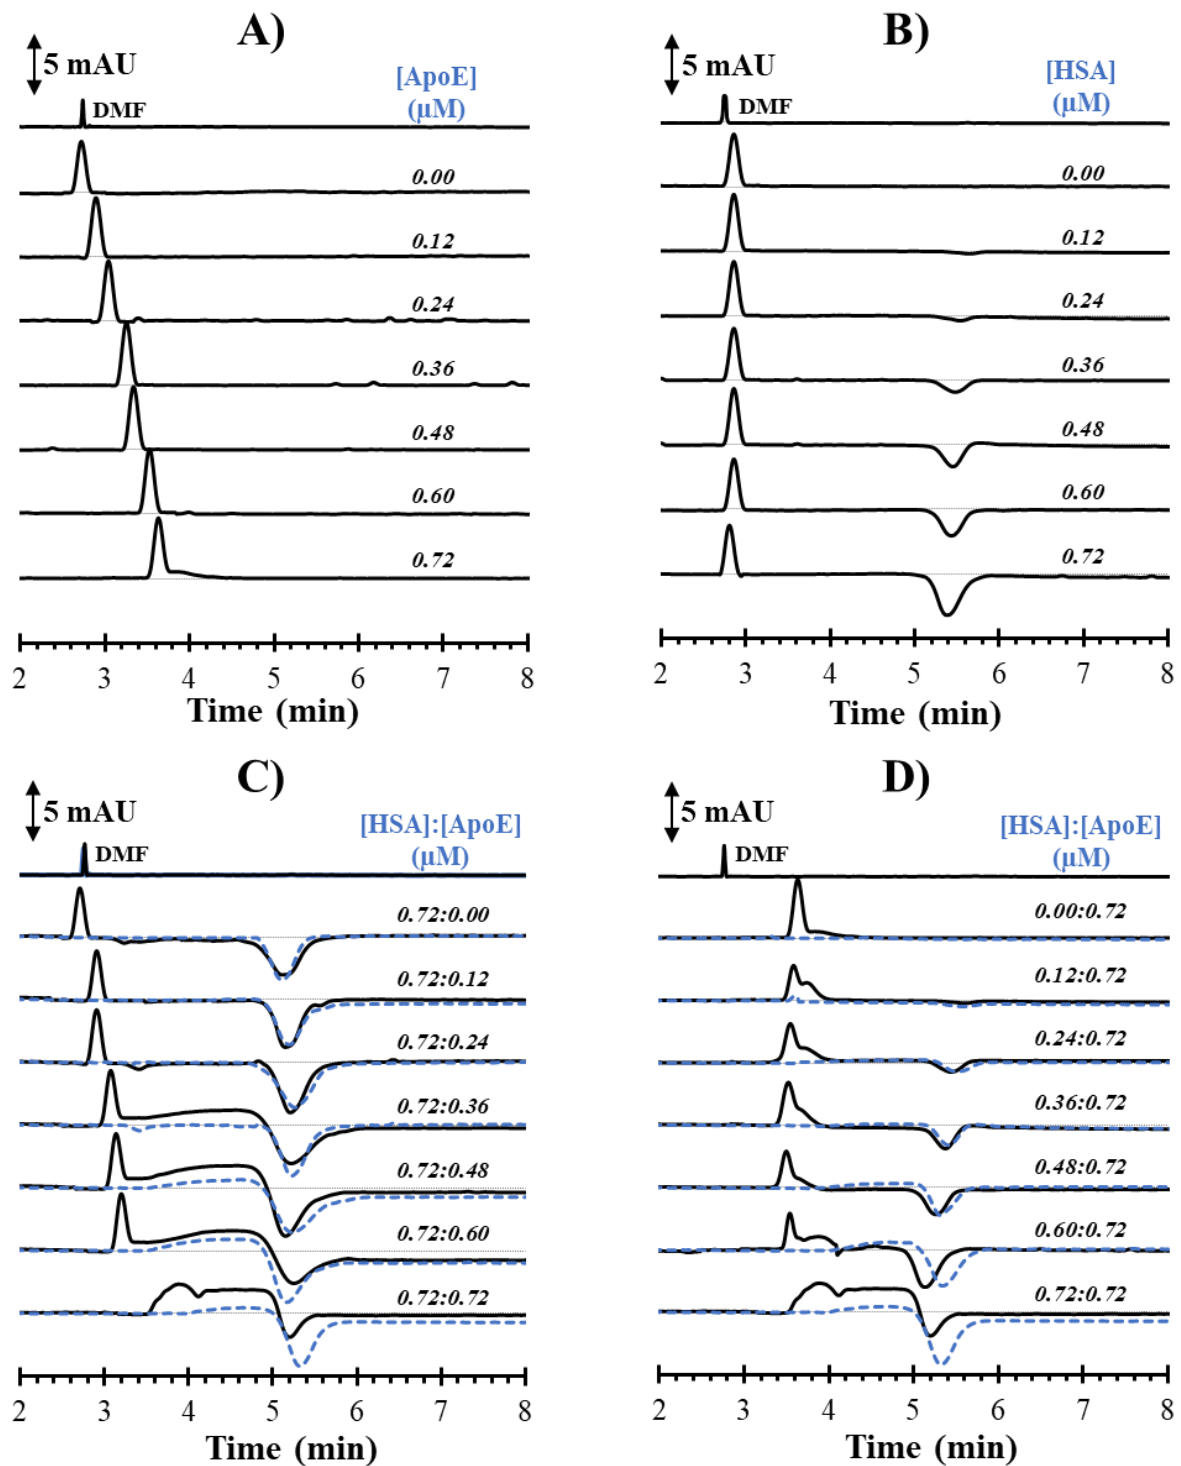 A)
5 mAU
[ApoE]
(µM)
DMF
0.00
0.12
0.24
0.36
0.48
0.60
0.72
2 3 4 5 6 7 8
Time (min)
B)
5 mAU
[HSA]
(µM)
DMF
0.00
0.12
0.24
0.36
0.48
0.60
0.72
2 3 4 5 6 7 8
Time (min)
C)
5 mAU
[HSA]:[ApoE]
(µM)
DMF
0.72:0.00
0.72:0.12
0.72:0.24
0.72:0.36
0.72:0.48
0.72:0.60
0.72:0.72
2 3 4 5 6 7 8
Time (min)
D)
5 mAU
[HSA]:[ApoE]
(µM)
DMF
0.00:0.72
0.12:0.72
0.24:0.72
0.36:0.72
0.48:0.72
0.60:0.72
0.72:0.72
2 3 4 5 6 7 8
Time (min)